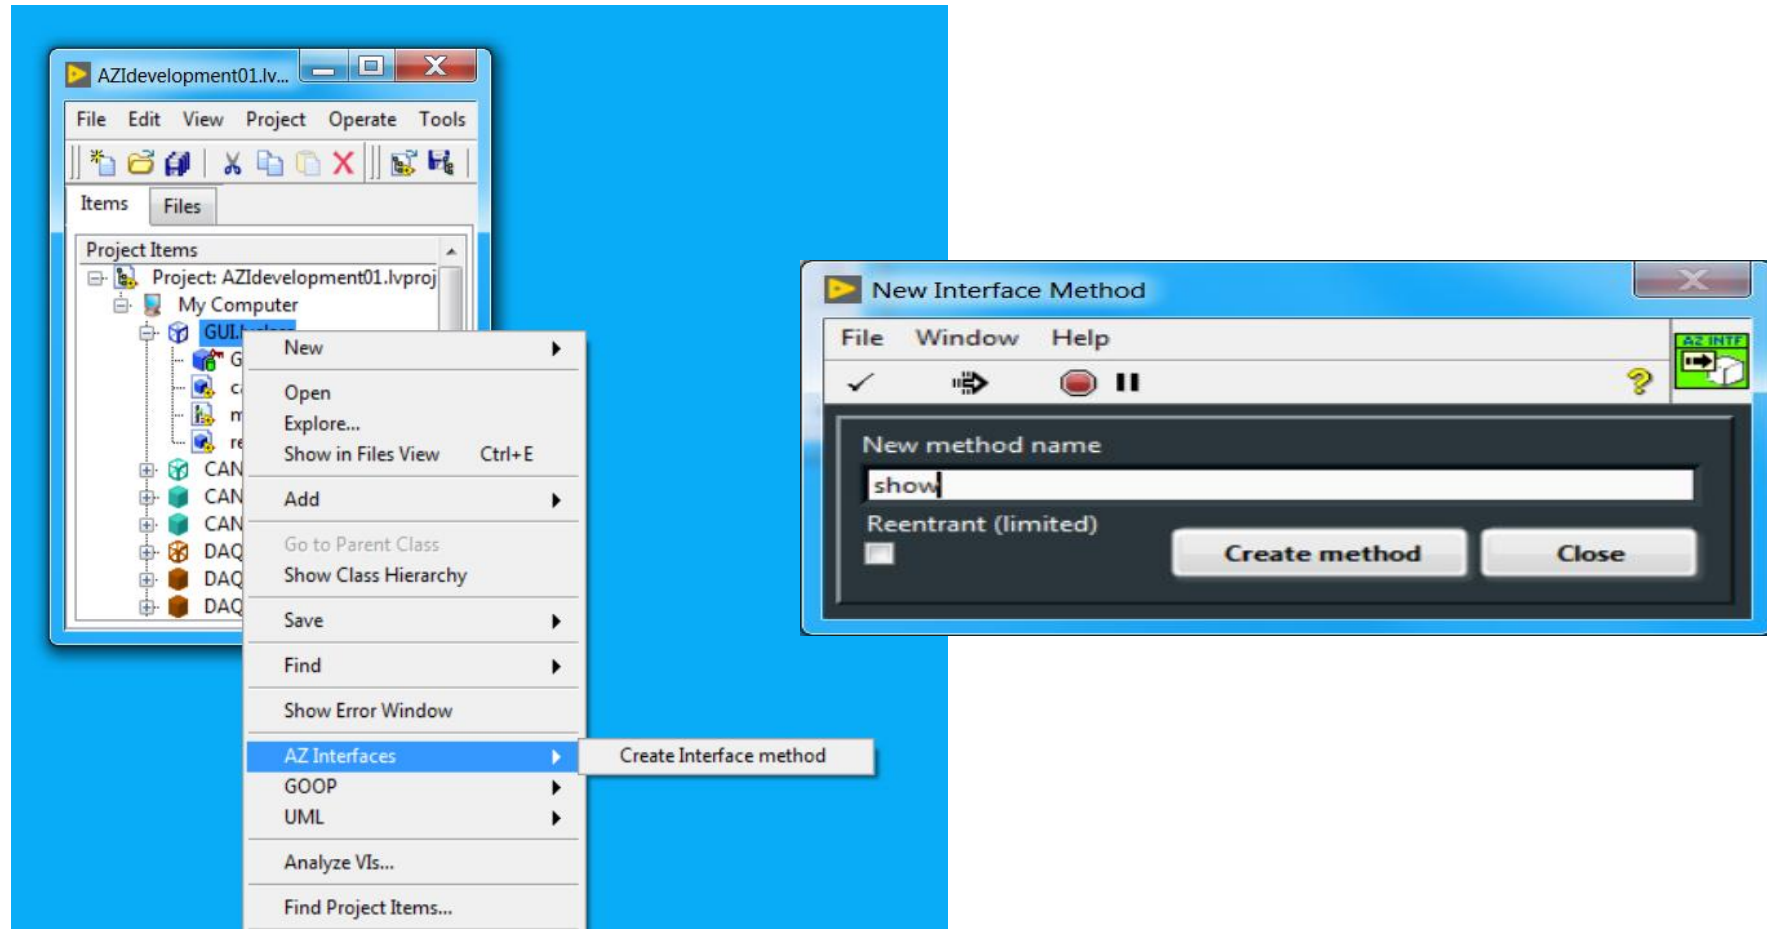 AZIdevelopment01.lv...
File Edit View Project Operate Tools
Items Files
Project Items
Project: AZIdevelopment01.lvproj
My Computer
GUI.lvclass
G
c
m
re
CAN
CAN
CAN
DAQ
DAQ
DAQ
New
Open
Explore...
Show in Files View Ctrl+E
Add
Go to Parent Class
Show Class Hierarchy
Save
Find
Show Error Window
AZ Interfaces
Create Interface method
GOOP
UML
Analyze VIs...
Find Project Items...
New Interface Method
File Window Help
AZ INTF
New method name
show
Reentrant (limited)
Create method Close